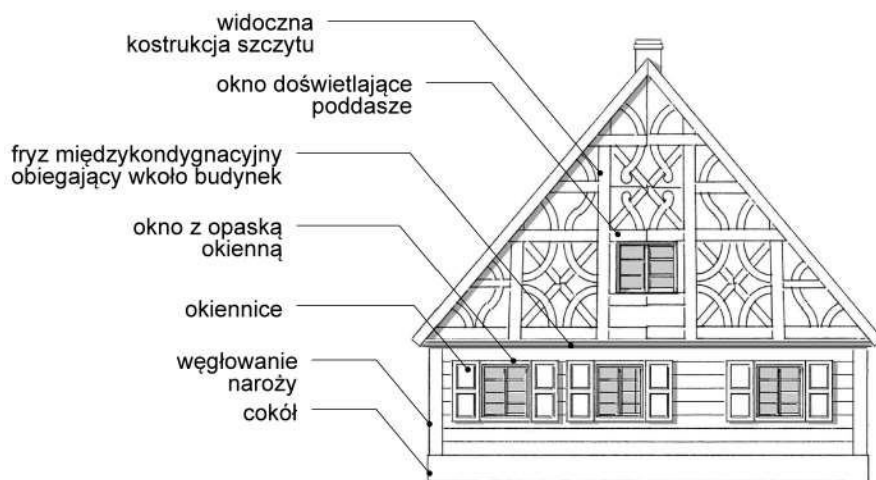 widoczna
kostrukcja szczytu
okno doświetlające
poddasze
fryz międzykondygnacyjny
obiegający wkoło budynek
okno z opaską
okienną
okiennice
węgłowanie
naroży
cokół